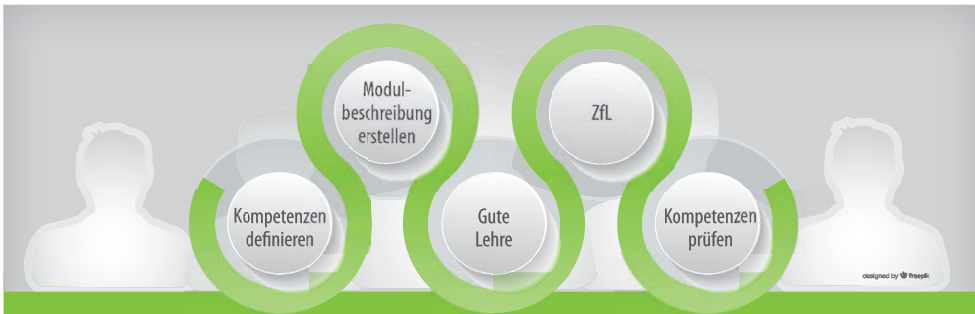 Modul-
beschreibung
erstellen
ZfL
Kompetenzen
definieren
Gute
Lehre
Kompetenzen
prüfen
designed by freepik